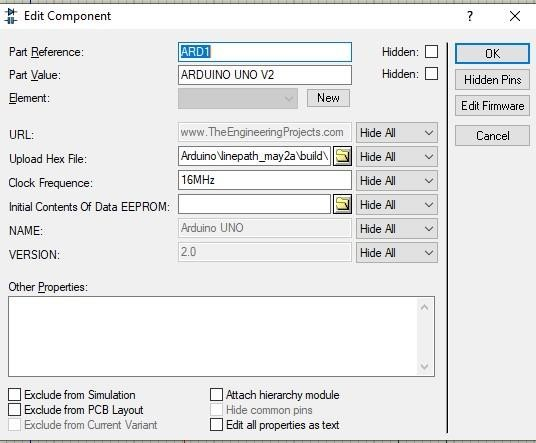 Edit Component
?
Part Reference: ARD1 Hidden:
OK
Part Value: ARDUINO UNO V2 Hidden:
Hidden Pins
Element: New
Edit Firmware
URL: www.TheEngineeringProjects.com Hide All
Cancel
Upload Hex File: Arduino\linepath_may2a\build\ Hide All
Clock Frequence: 16MHz Hide All
Initial Contents Of Data EEPROM: Hide All
NAME: Arduino UNO Hide All
VERSION: 2.0 Hide All
Other Properties:
Exclude from Simulation Attach hierarchy module
Exclude from PCB Layout Hide common pins
Exclude from Current Variant Edit all properties as text